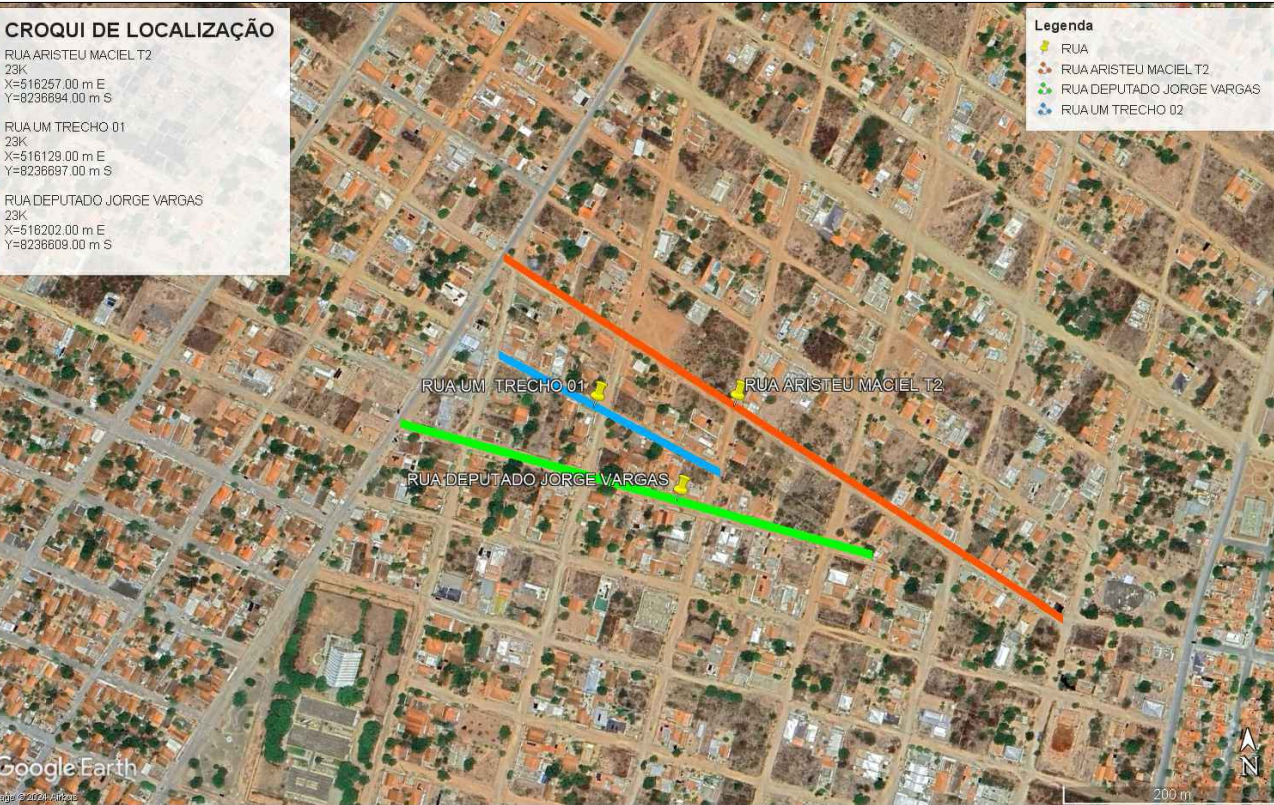 CROQUI DE LOCALIZAÇÃO
RUA ARISTEU MACIEL T2
23K
X=516257.00 m E
Y=8236694.00 m S
RUA UM TRECHO 01
23K
X=516129.00 m E
Y=8236697.00 m S
RUA DEPUTADO JORGE VARGAS
23K
X=516202.00 m E
Y=8236609.00 m S
Legenda
RUA
RUA ARISTEU MACIEL T2
RUA DEPUTADO JORGE VARGAS
RUA UM TRECHO 02
RUA UM TRECHO 01
RUA ARISTEU MACIEL T2
RUA DEPUTADO JORGE VARGAS
Google Earth
age © 2024 Airbus
N
200 m